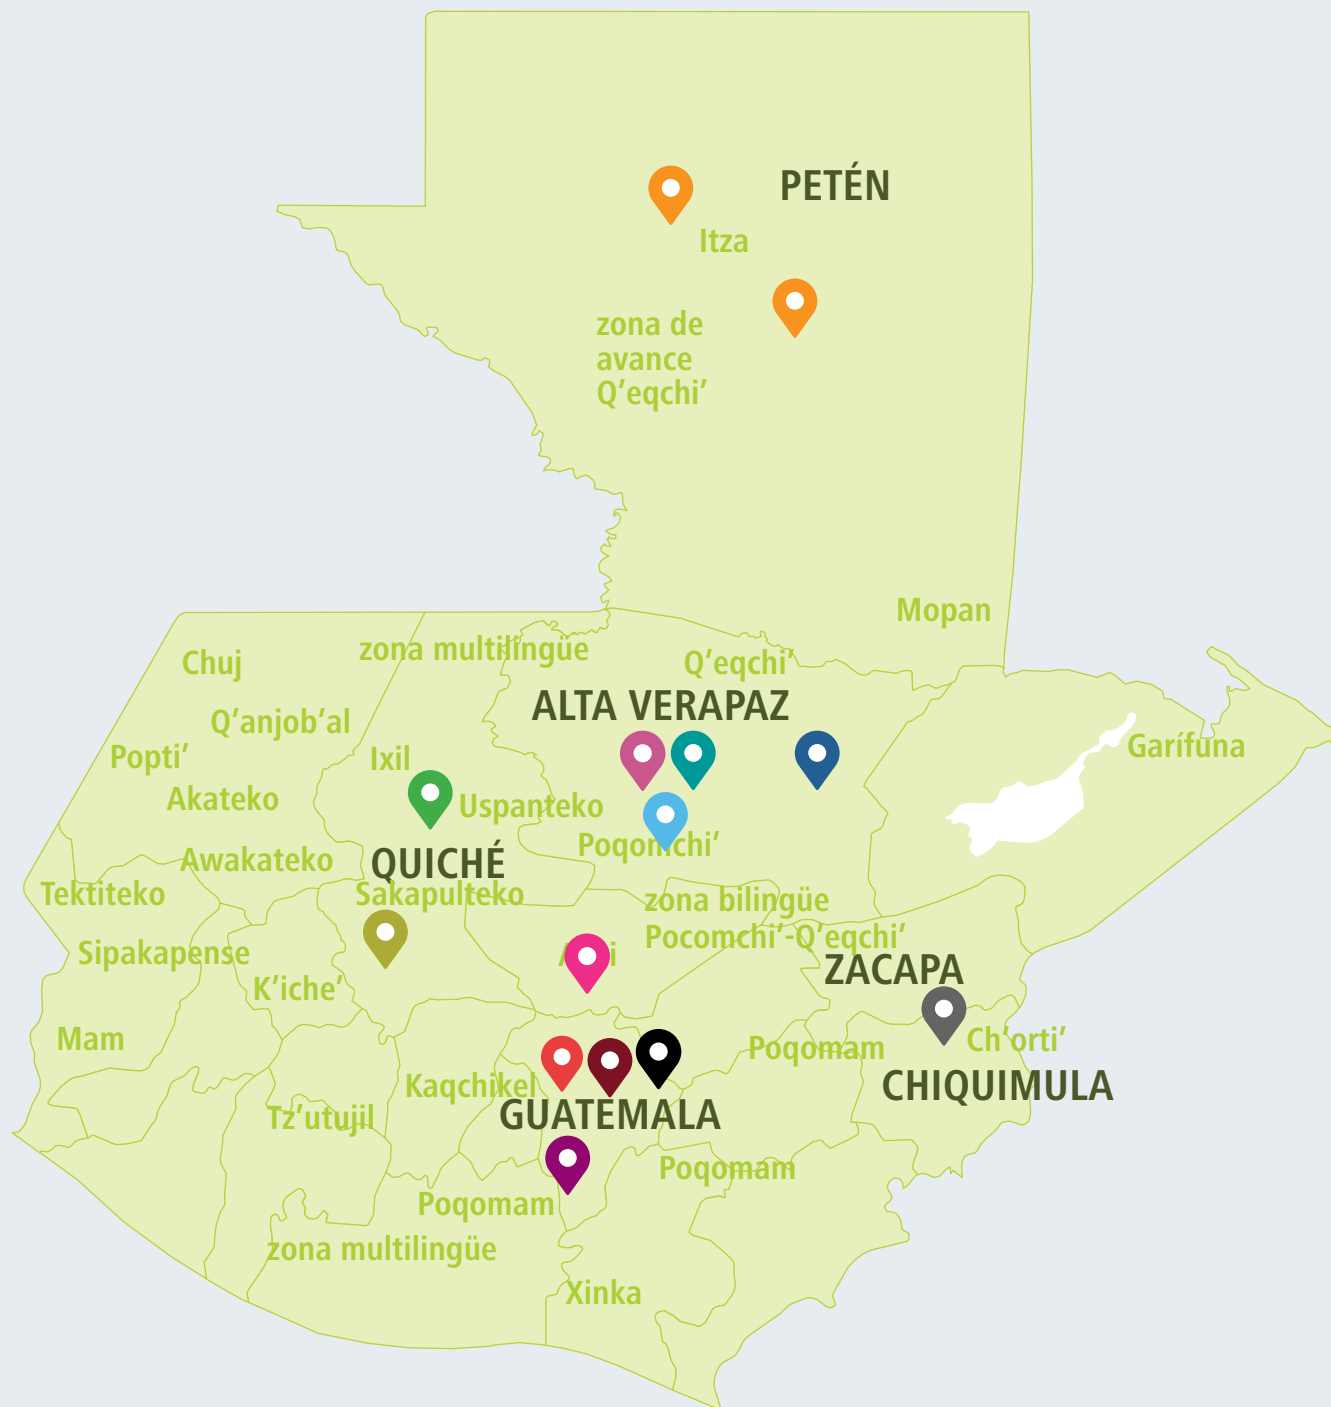 PETÉN
Itza
zona de
avance
Q’eqchi’
Mopan
zona multilingüe
Chuj
Q’eqchi’
ALTA VERAPAZ
Q’anjob’al
Garífuna
Popti’
Ixil
Akateko
Uspanteko
Poqomchi’
Awakateko
QUICHÉ
Tektiteko
Sakapulteko
zona bilingüe
Pocomchi’-Q’eqchi’
Sipakapense
ZACAPA
K’iche’
Mam
Ch’orti’
Poqomam
Kaqchikel
CHIQUIMULA
GUATEMALA
Tz’utujil
Poqomam
Poqomam
zona multilingüe
Xinka